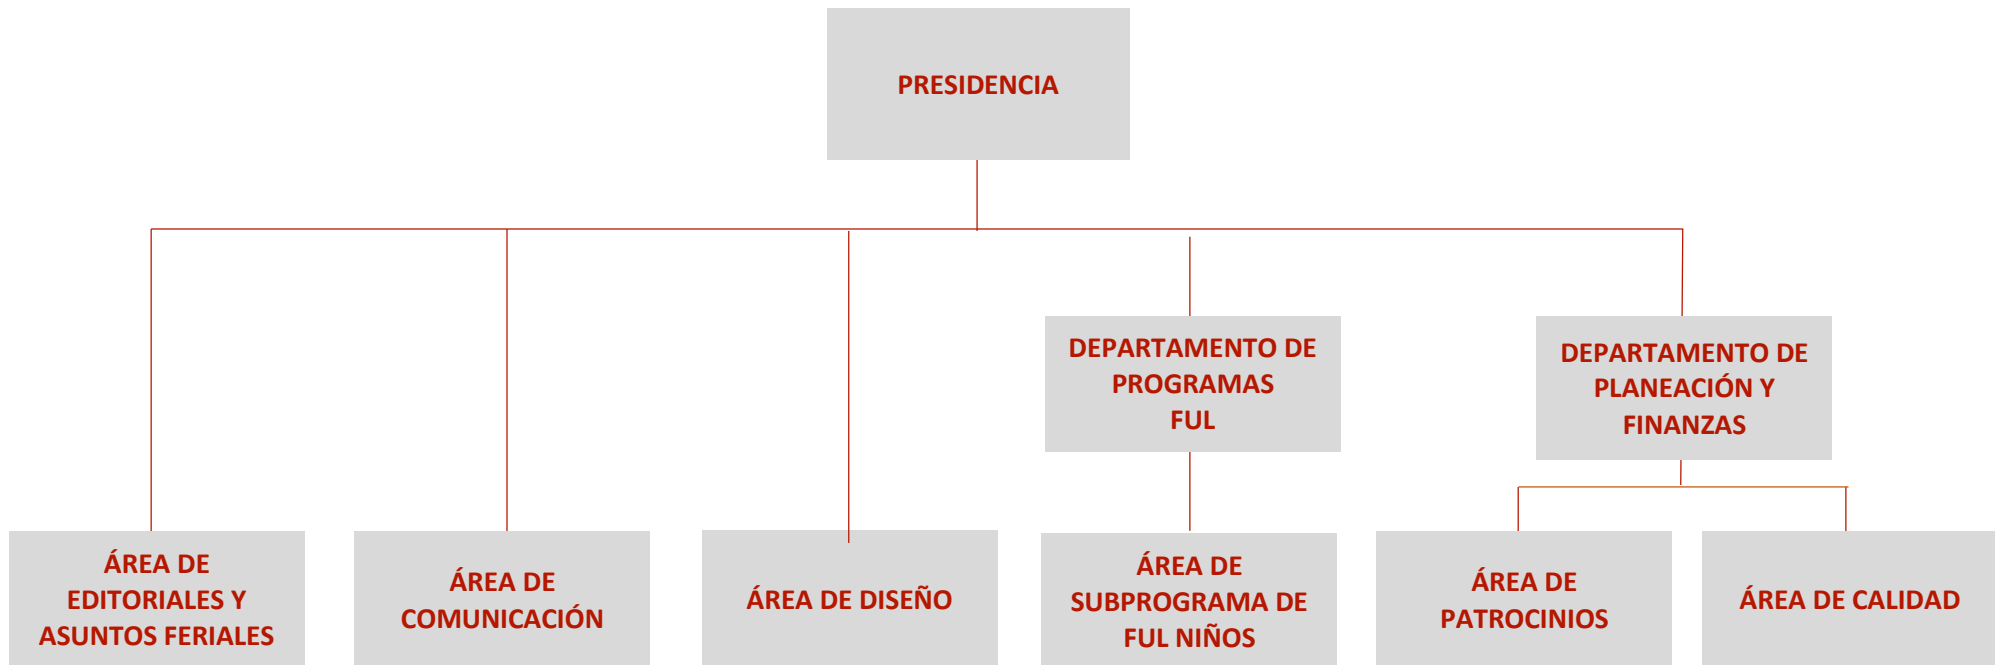 PRESIDENCIA
DEPARTAMENTO DE
PROGRAMAS
FUL
DEPARTAMENTO DE
PLANEACIÓN Y
FINANZAS
ÁREA DE
EDITORIALES Y
ASUNTOS FERIALES
ÁREA DE
COMUNICACIÓN
ÁREA DE DISEÑO
ÁREA DE
SUBPROGRAMA DE
FUL NIÑOS
ÁREA DE
PATROCINIOS
ÁREA DE CALIDAD